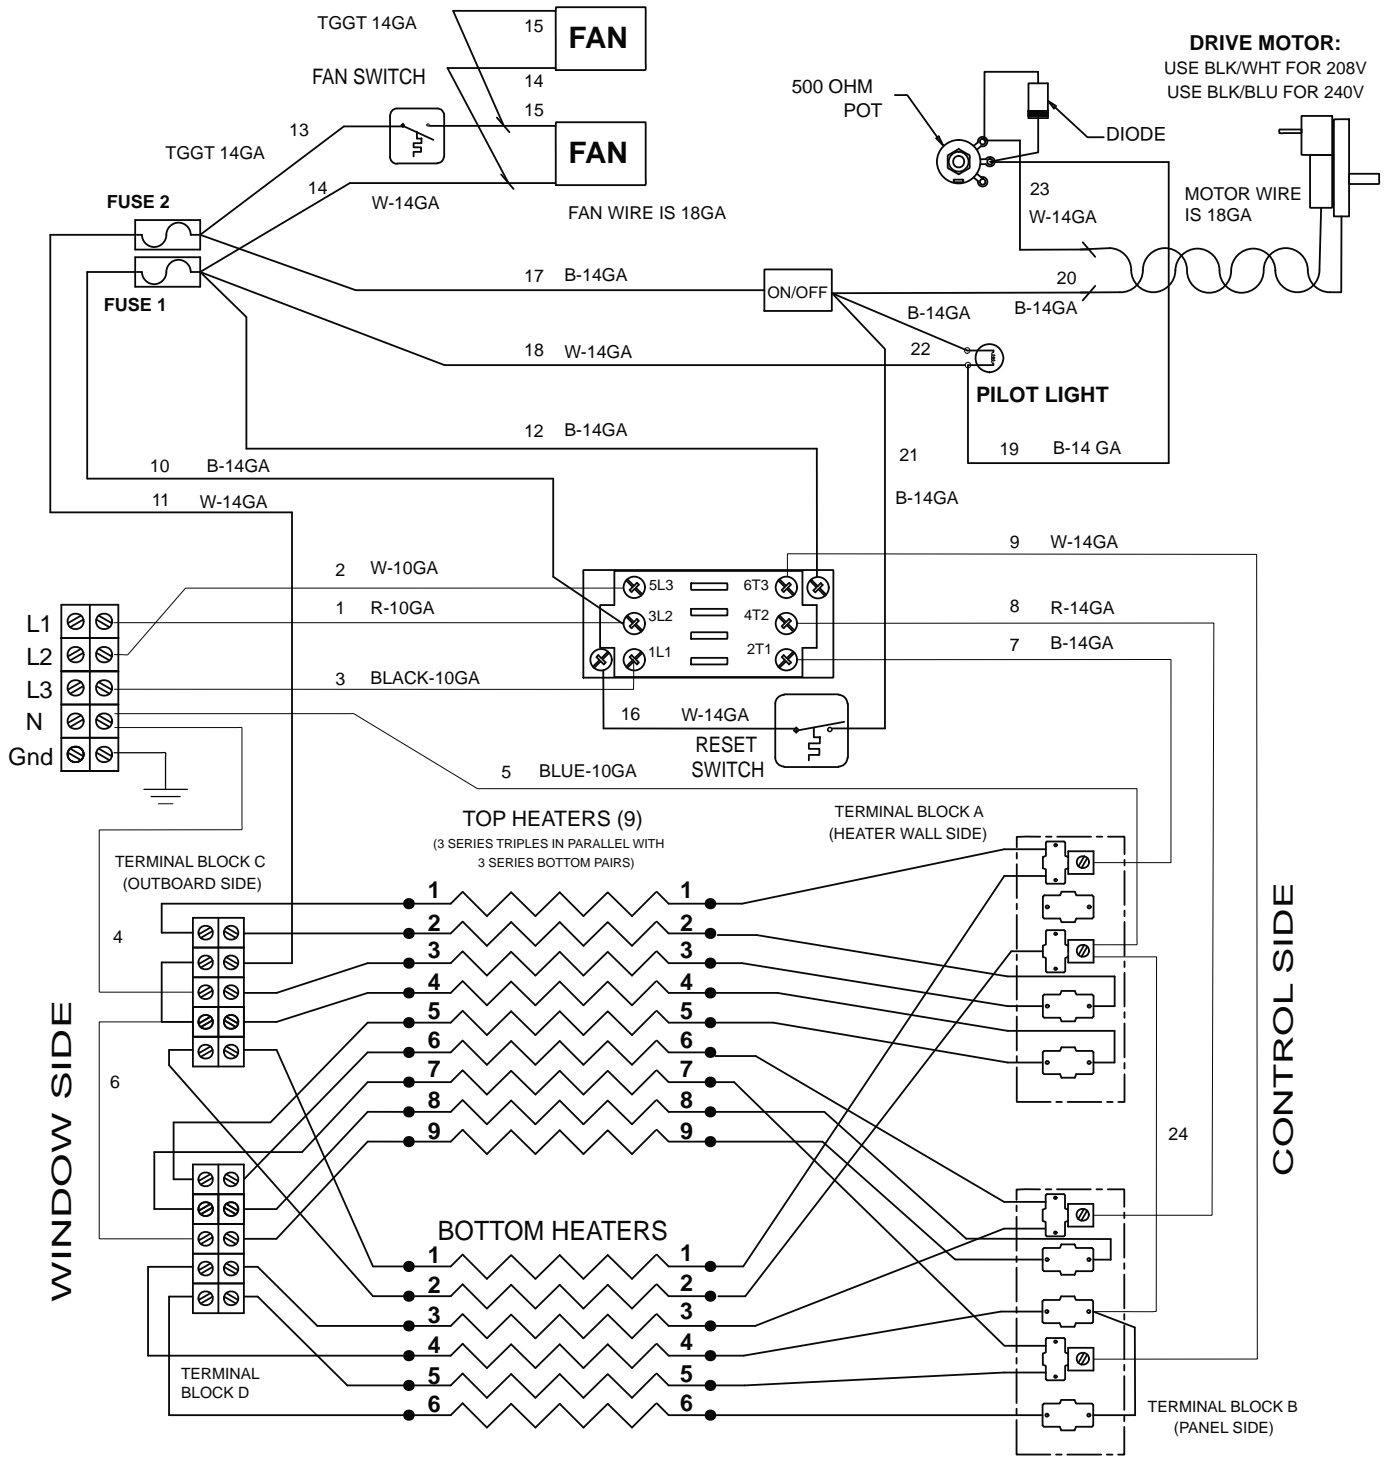 TGGT 14GA
15
FAN
FAN SWITCH
14
15
13
TGGT 14GA
FAN
14
W-14GA
FAN WIRE IS 18GA
FUSE 2
FUSE 1
500 OHM
POT
DIODE
DRIVE MOTOR:
USE BLK/WHT FOR 208V
USE BLK/BLU FOR 240V
MOTOR WIRE
IS 18GA
23
W-14GA
17 B-14GA
ON/OFF
20
B-14GA
B-14GA
18 W-14GA
22
PILOT LIGHT
12 B-14GA
19 B-14 GA
10 B-14GA
11 W-14GA
21
B-14GA
9 W-14GA
2 W-10GA
1 R-10GA
8 R-14GA
7 B-14GA
3 BLACK-10GA
5L3 6T3
3L2 4T2
1L1 2T1
L1
L2
L3
N
Gnd
16 W-14GA
RESET
SWITCH
5 BLUE-10GA
TOP HEATERS (9)
(3 SERIES TRIPLES IN PARALLEL WITH
3 SERIES BOTTOM PAIRS)
TERMINAL BLOCK A
(HEATER WALL SIDE)
TERMINAL BLOCK C
(OUTBOARD SIDE)
4
6
1 1
2 2
3 3
4 4
5 5
6 6
7 7
8 8
9 9
24
WINDOW SIDE
CONTROL SIDE
BOTTOM HEATERS
1 1
2 2
3 3
4 4
5 5
6 6
TERMINAL
BLOCK D
TERMINAL BLOCK B
(PANEL SIDE)